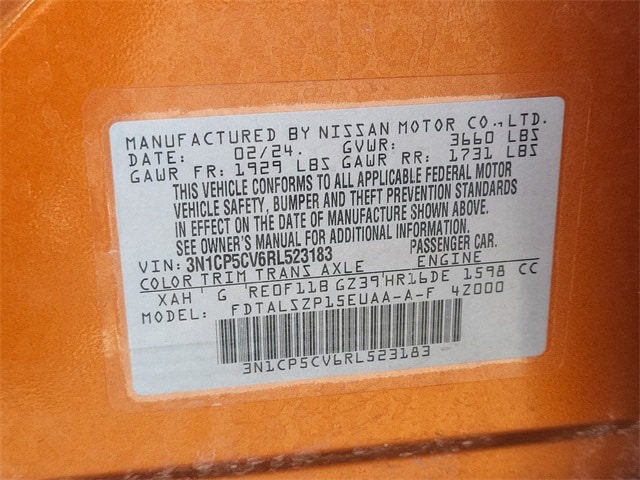 MANUFACTURED BY NISSAN MOTOR CO.,LTD.
DATE: 02/24. GVWR: 3660 LBS
GAWR FR: 1929 LBS GAWR RR: 1731 LBS
THIS VEHICLE CONFORMS TO ALL APPLICABLE FEDERAL MOTOR
VEHICLE SAFETY, BUMPER AND THEFT PREVENTION STANDARDS
IN EFFECT ON THE DATE OF MANUFACTURE SHOWN ABOVE.
SEE OWNER'S MANUAL FOR ADDITIONAL INFORMATION.
VIN: 3N1CP5CV6RL523183 PASSENGER CAR.
COLOR TRIM TRANS AXLE ENGINE
XAH G RE0F11B GZ39 HR16DE 1598 CC
MODEL: FDTALSZP15EUAA-A-F 4Z000
3N1CP5CV6RL523183